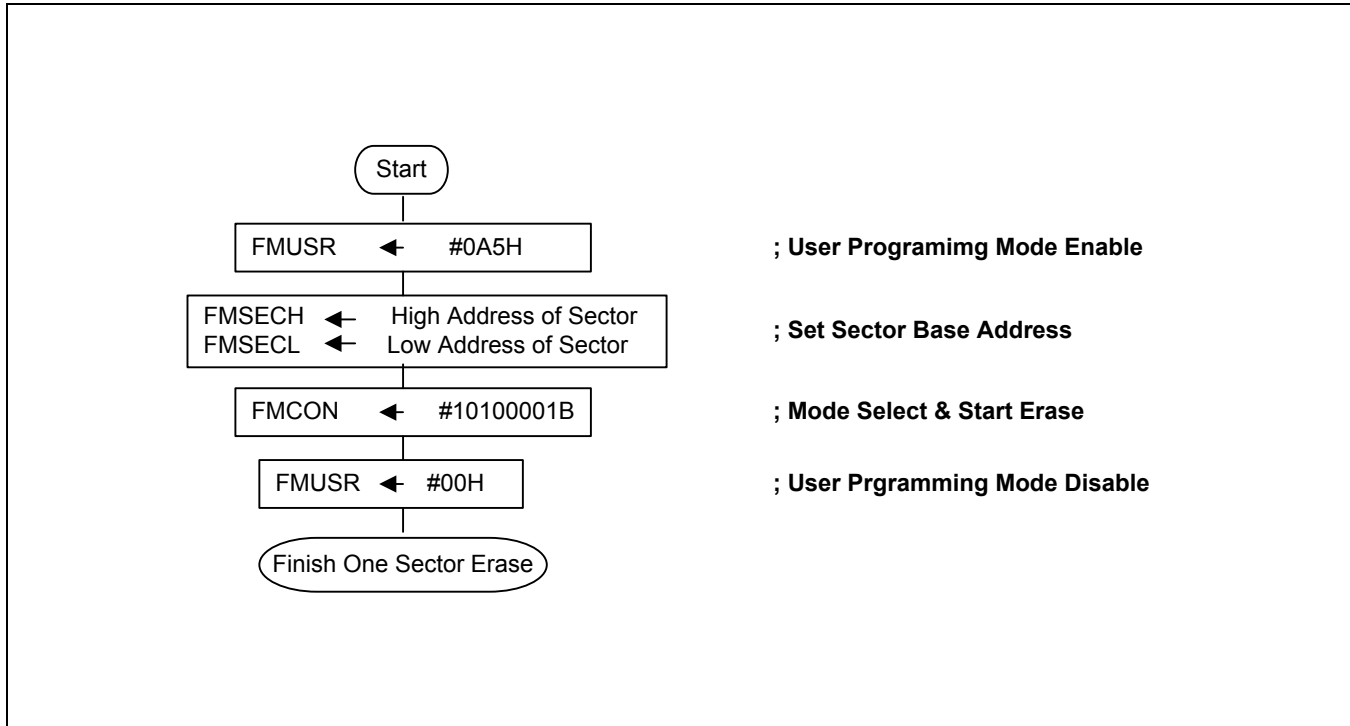 Start
FMUSR ← #0A5H ; User Programimg Mode Enable
FMSECH ← High Address of Sector
FMSECL ← Low Address of Sector
; Set Sector Base Address
FMCON ← #10100001B ; Mode Select & Start Erase
FMUSR ← #00H ; User Prgramming Mode Disable
Finish One Sector Erase